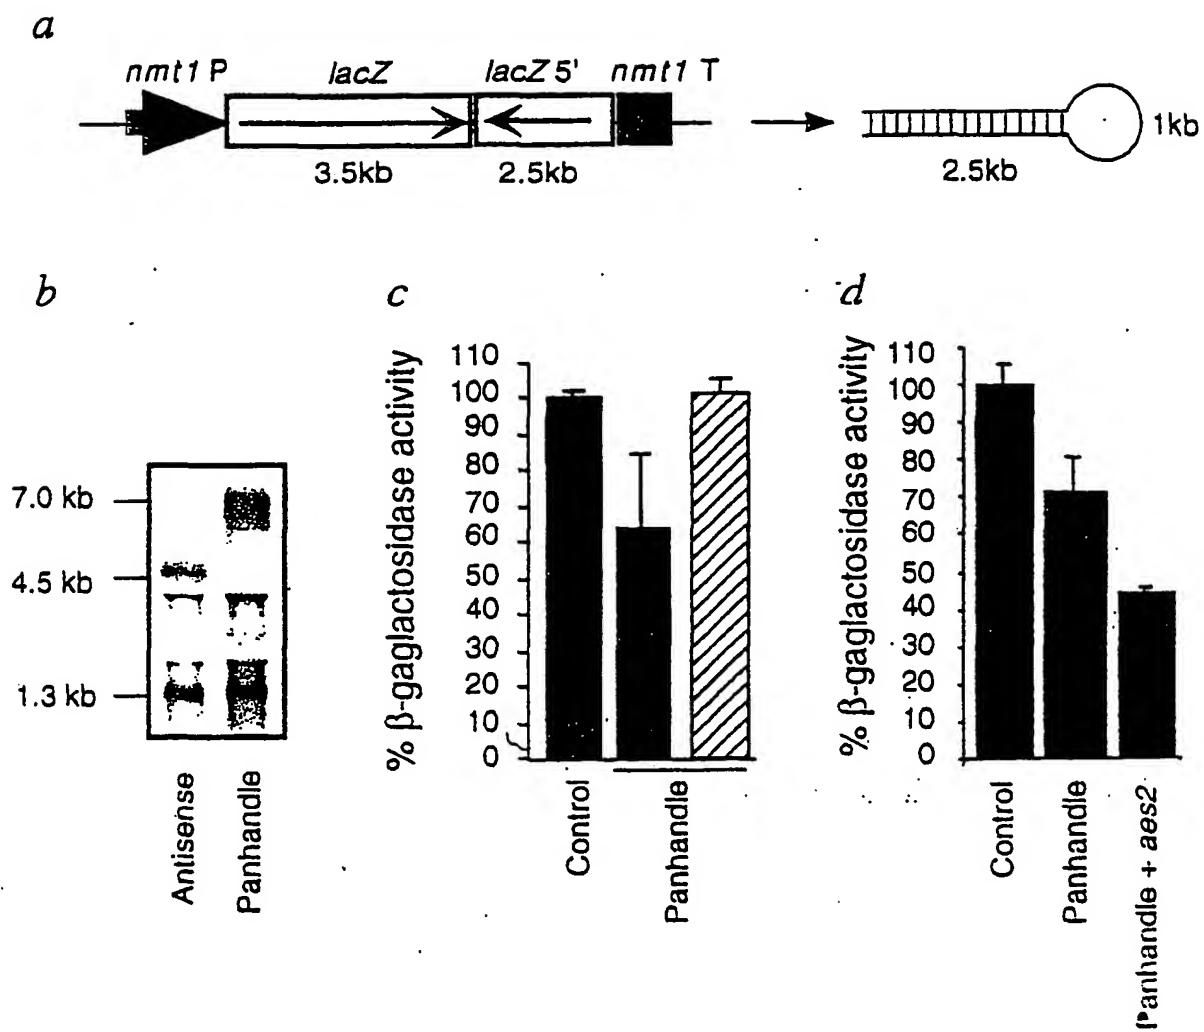 a
nmt1 P
lacZ
lacZ 5'
nmt1 T
3.5kb
2.5kb
2.5kb
1kb
b
7.0 kb
4.5 kb
1.3 kb
Antisense
Panhandle
c
% β-gaglactosidase activity
110
100
90
80
70
60
50
40
30
20
10
0
Control
Panhandle
d
% β-gaglactosidase activity
110
100
90
80
70
60
50
40
30
20
10
0
Control
Panhandle
Panhandle + aes2